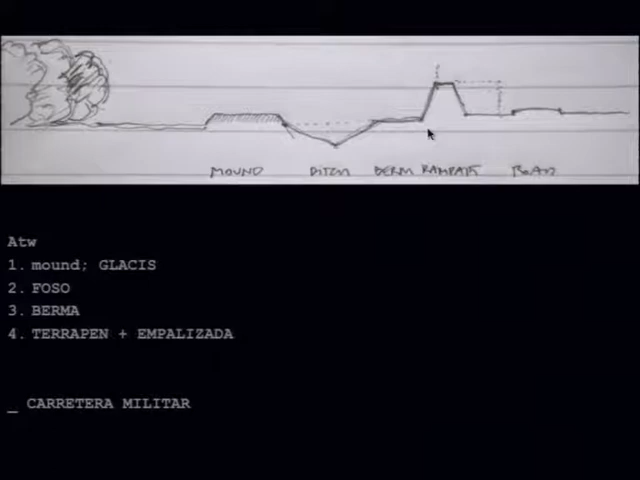 MOUND DITCH BERM RAMPART ROAD
Atw
1. mound; GLACIS
2. FOSO
3. BERMA
4. TERRAPEN + EMPALIZADA
_ CARRETERA MILITAR